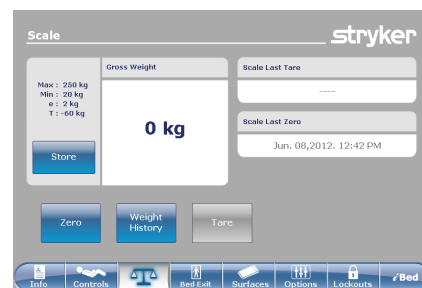 Scale
stryker
Gross Weight
Scale Last Tare
Max : 250 kg
Min : 20 kg
e : 2 kg
T : -60 kg
0 kg
----
Scale Last Zero
Jun. 08,2012. 12:42 PM
Store
Zero
Weight
History
Tare
Info
Controls
Bed Exit
Surfaces
Options
Lockouts
iBed